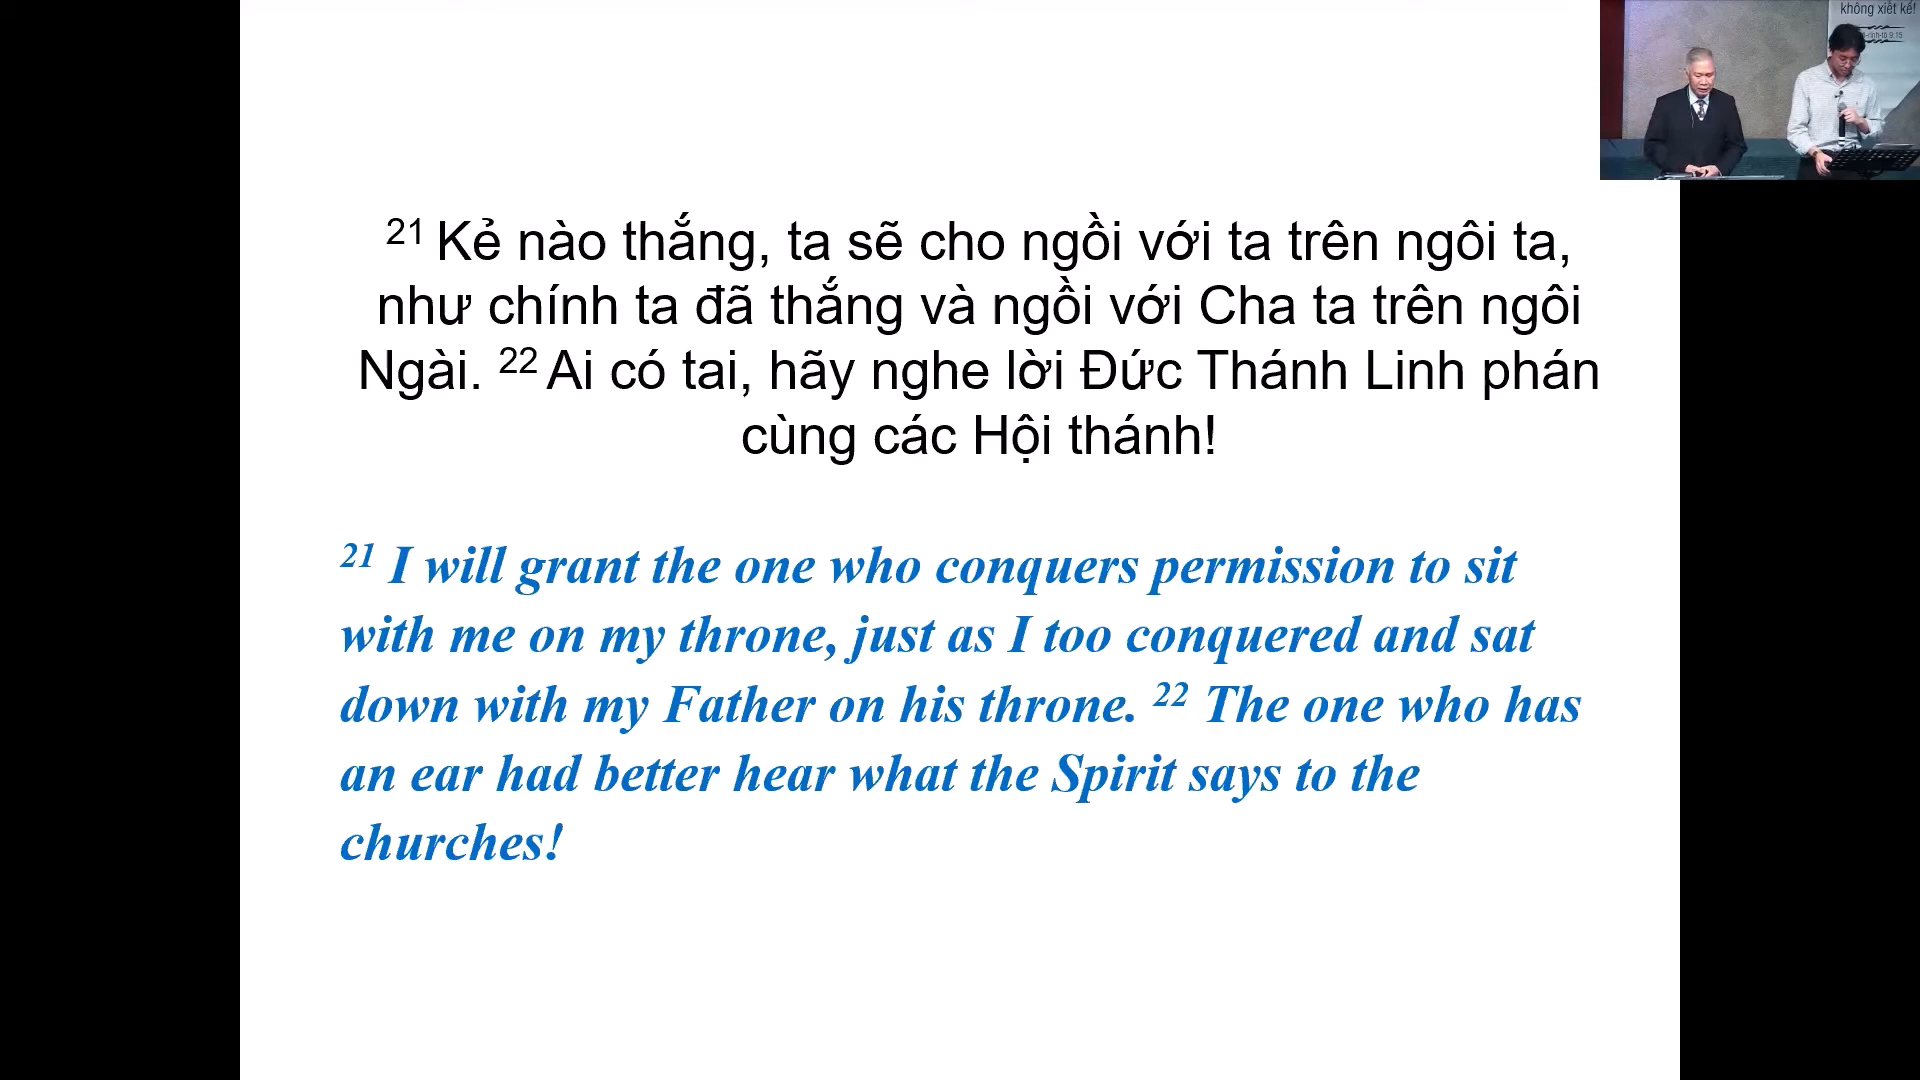 không xiết kể!
21 Kẻ nào thắng, ta sẽ cho ngồi với ta trên ngôi ta,
như chính ta đã thắng và ngồi với Cha ta trên ngôi
Ngài. 22 Ai có tai, hãy nghe lời Đức Thánh Linh phán
cùng các Hội thánh!
21 I will grant the one who conquers permission to sit
with me on my throne, just as I too conquered and sat
down with my Father on his throne. 22 The one who has
an ear had better hear what the Spirit says to the
churches!